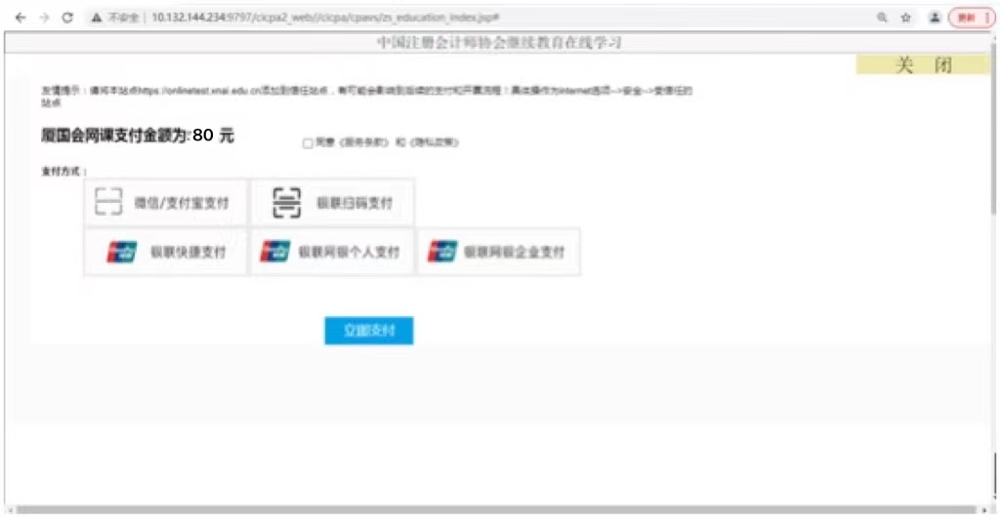 不安全 | 10.132.144.234:9797/cicpa2_web//cicpa/cpavs/zs_education_index.jsp#
更新
中国注册会计师协会继续教育在线学习
关 闭
友情提示：请将本站点https://onlinetest.xnai.edu.cn添加到信任站点，有可能会影响到后续的支付和开票流程！具体操作为internet选项-->安全-->受信任的
站点
厦国会网课支付金额为:80 元
同意《服务条款》 和《隐私政策》
支付方式：
微信/支付宝支付
银联扫码支付
银联快捷支付
银联网银个人支付
银联网银企业支付
立即支付